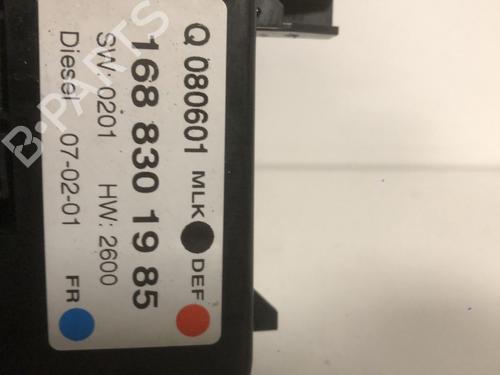 Q 080601 MLK DEF
168 830 19 85
SW: 0201 HW: 2600
Diesel 07-02-01 FR
B-PARTS